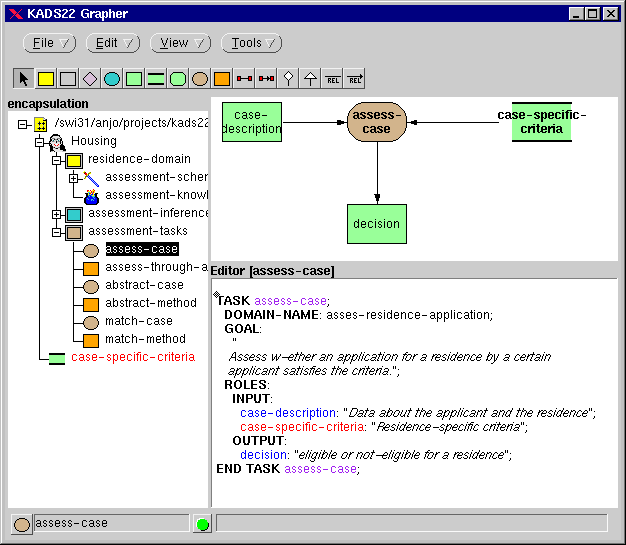 KADS22 Grapher
File
Edit
View
Tools
REL
REL
encapsulation
/swi31/anjo/projects/kads22
Housing
residence-domain
assessment-schem
assessment-knowl
assessment-inference
assessment-tasks
assess-case
assess-through-a
abstract-case
abstract-method
match-case
match-method
case-specific-criteria
case-
description
assess-
case
case-specific-
criteria
decision
Editor [assess-case]
TASK assess-case;
DOMAIN-NAME: asses-residence-application;
GOAL:
"
Assess w-ether an application for a residence by a certain
applicant satisfies the criteria.";
ROLES:
INPUT:
case-description: "Data about the applicant and the residence";
case-specific-criteria: "Residence-specific criteria";
OUTPUT:
decision: "eligible or not-eligible for a residence";
END TASK assess-case;
assess-case